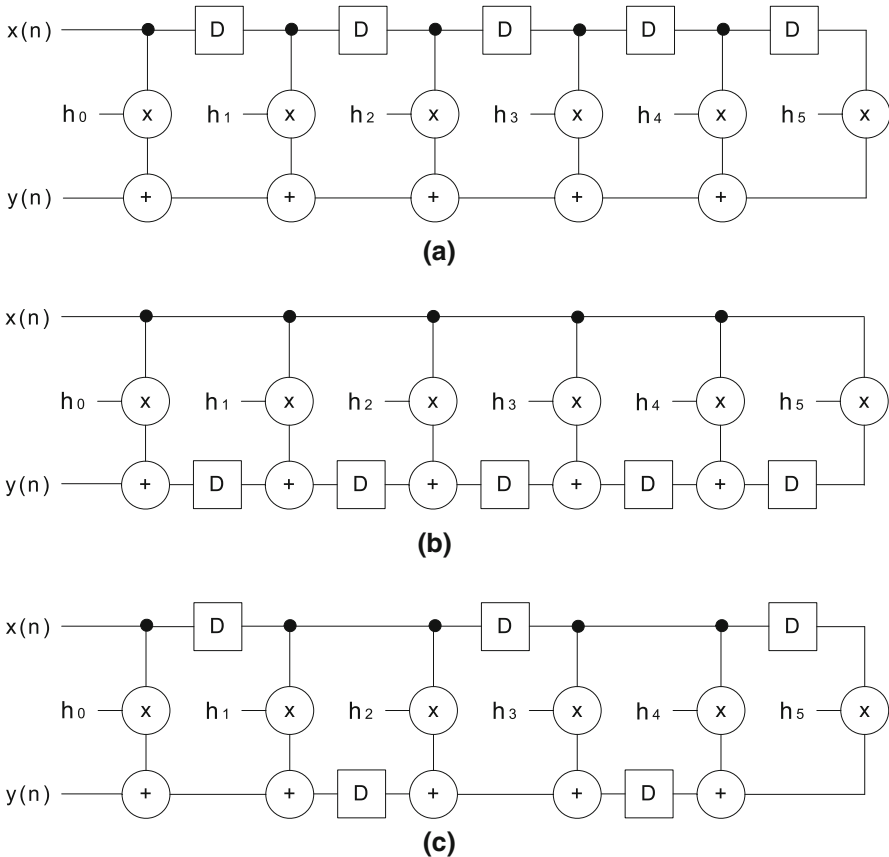 x(n) D D D D D
h0 x h1 x h2 x h3 x h4 x h5 x
y(n) + + + + +
(a)
x(n)
h0 x h1 x h2 x h3 x h4 x h5 x
y(n) + D + D + D + D + D
(b)
x(n) D D D
h0 x h1 x h2 x h3 x h4 x h5 x
y(n) + + D + + D +
(c)